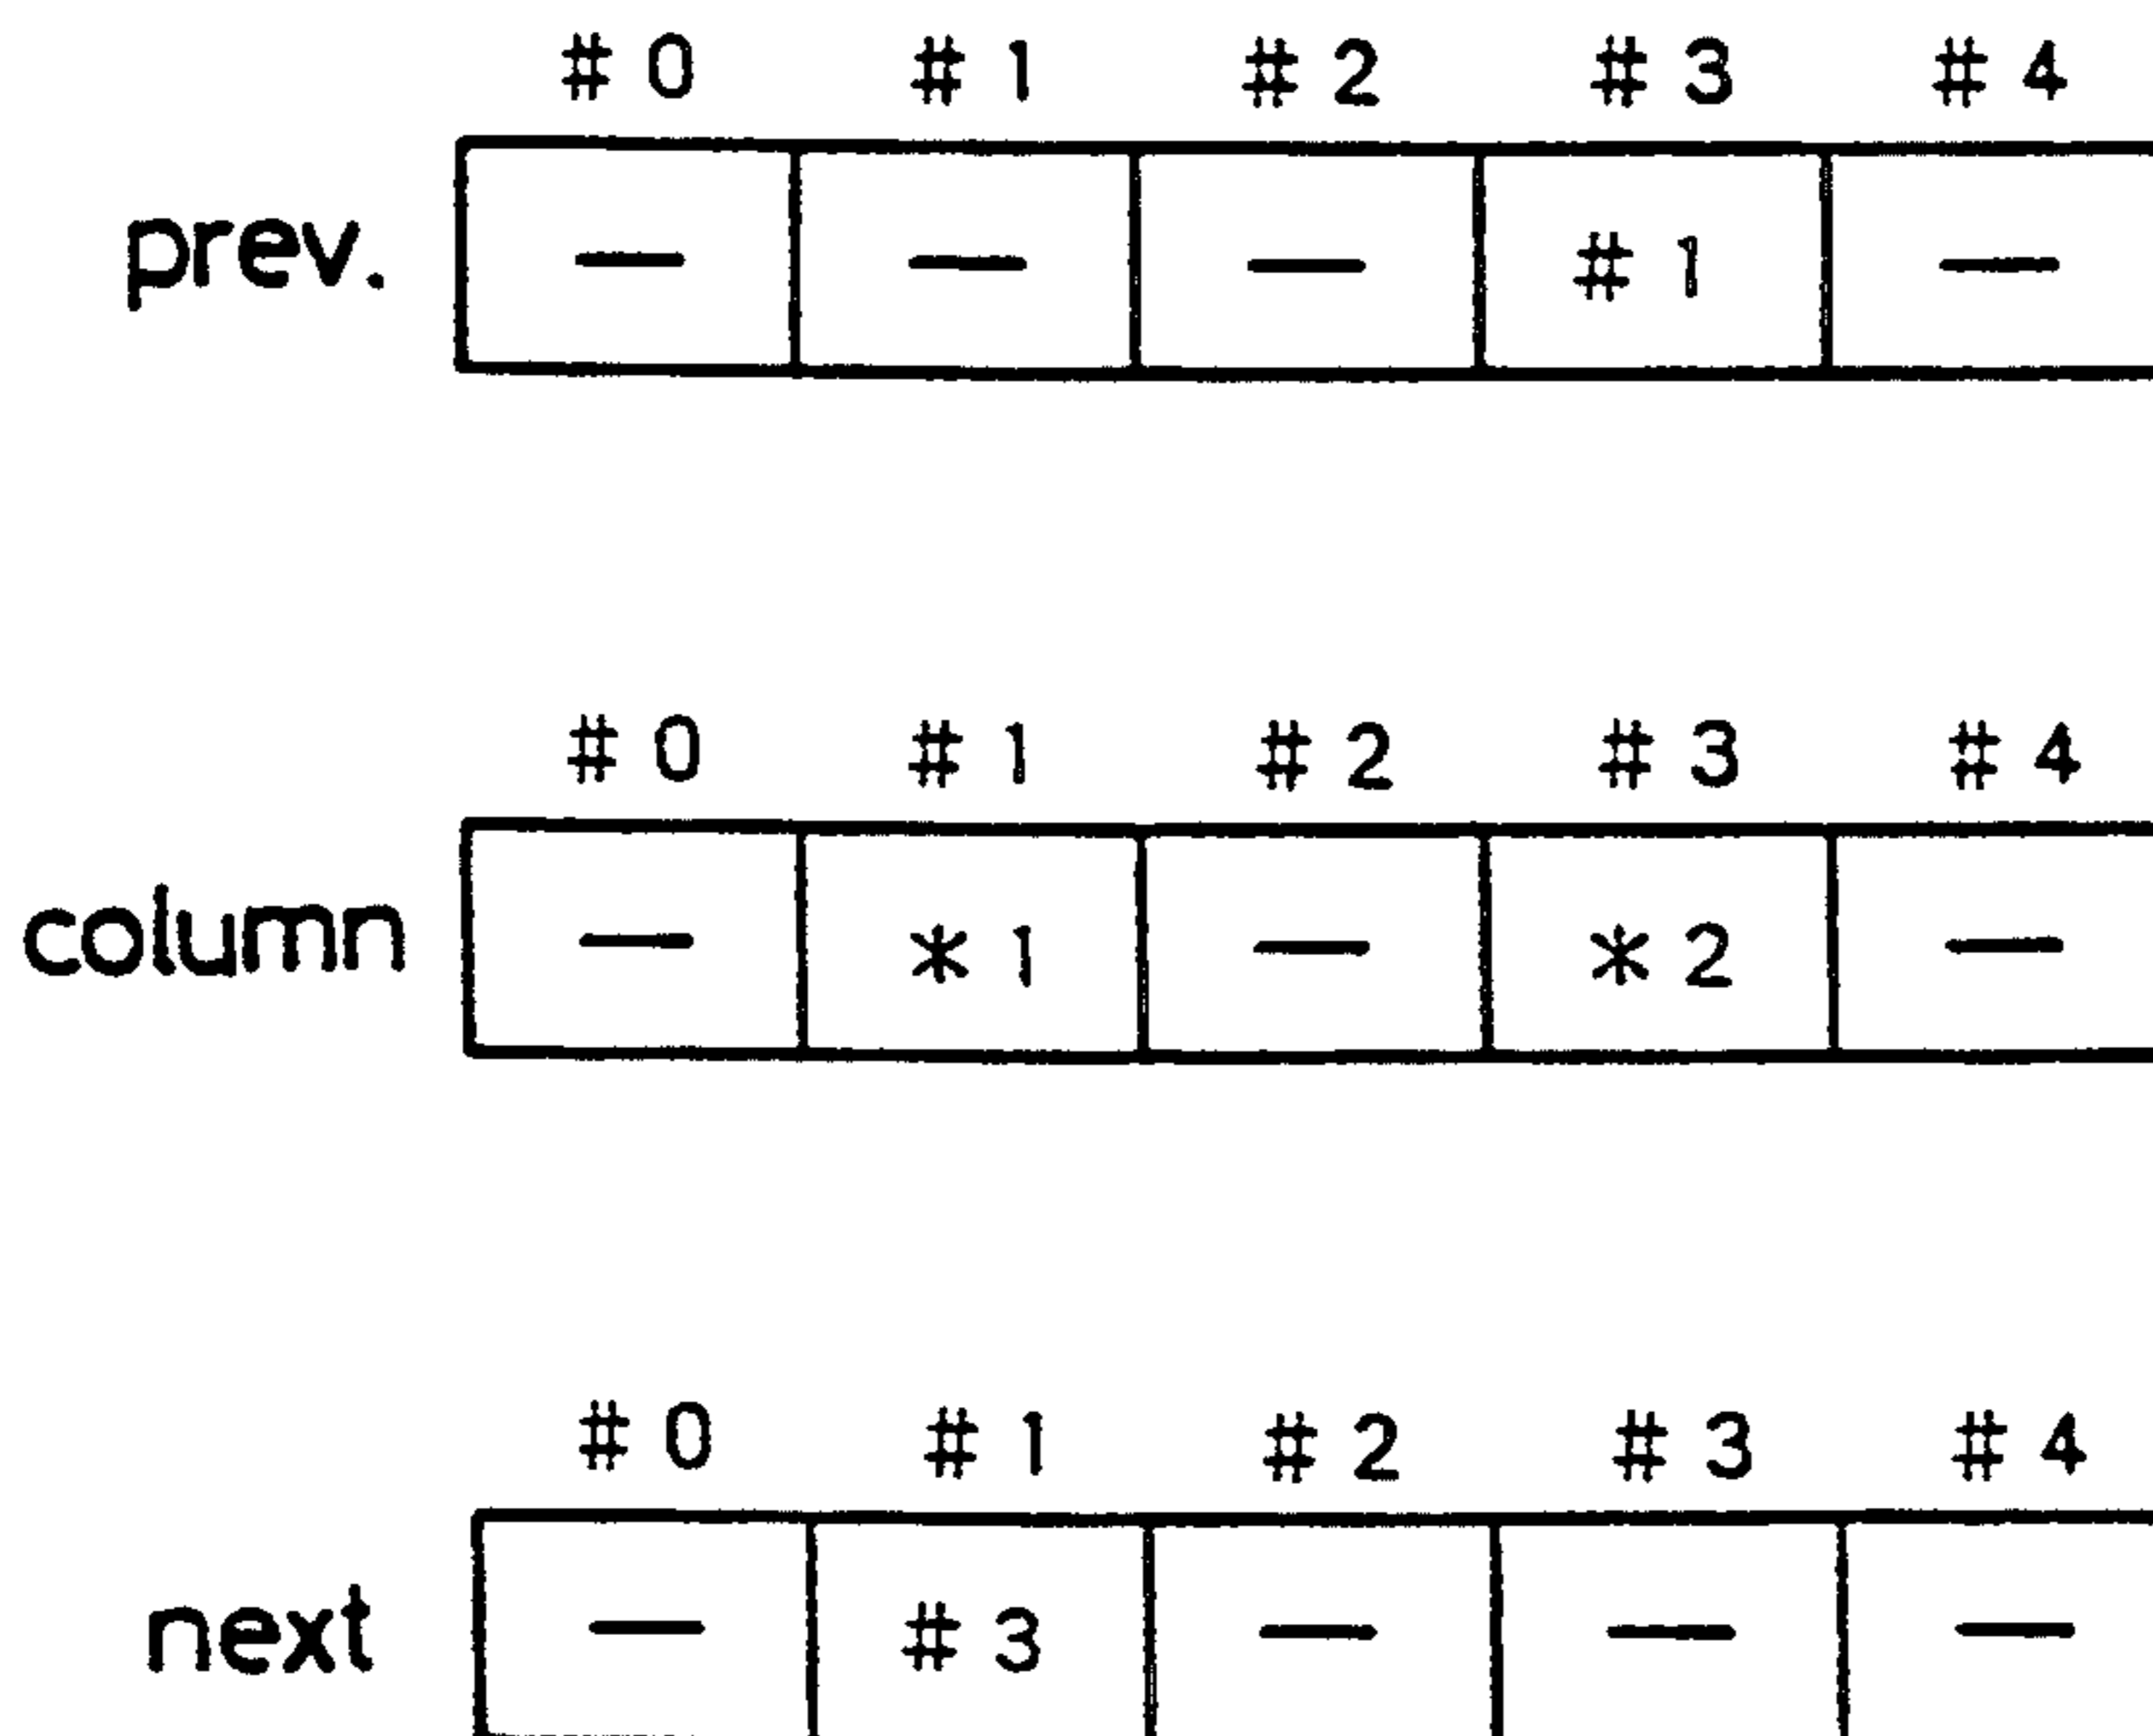 # 0 # 1 # 2 # 3 # 4
prev. — — — # 1 —
# 0 # 1 # 2 # 3 # 4
column — * 1 — * 2 —
# 0 # 1 # 2 # 3 # 4
next — # 3 — — —